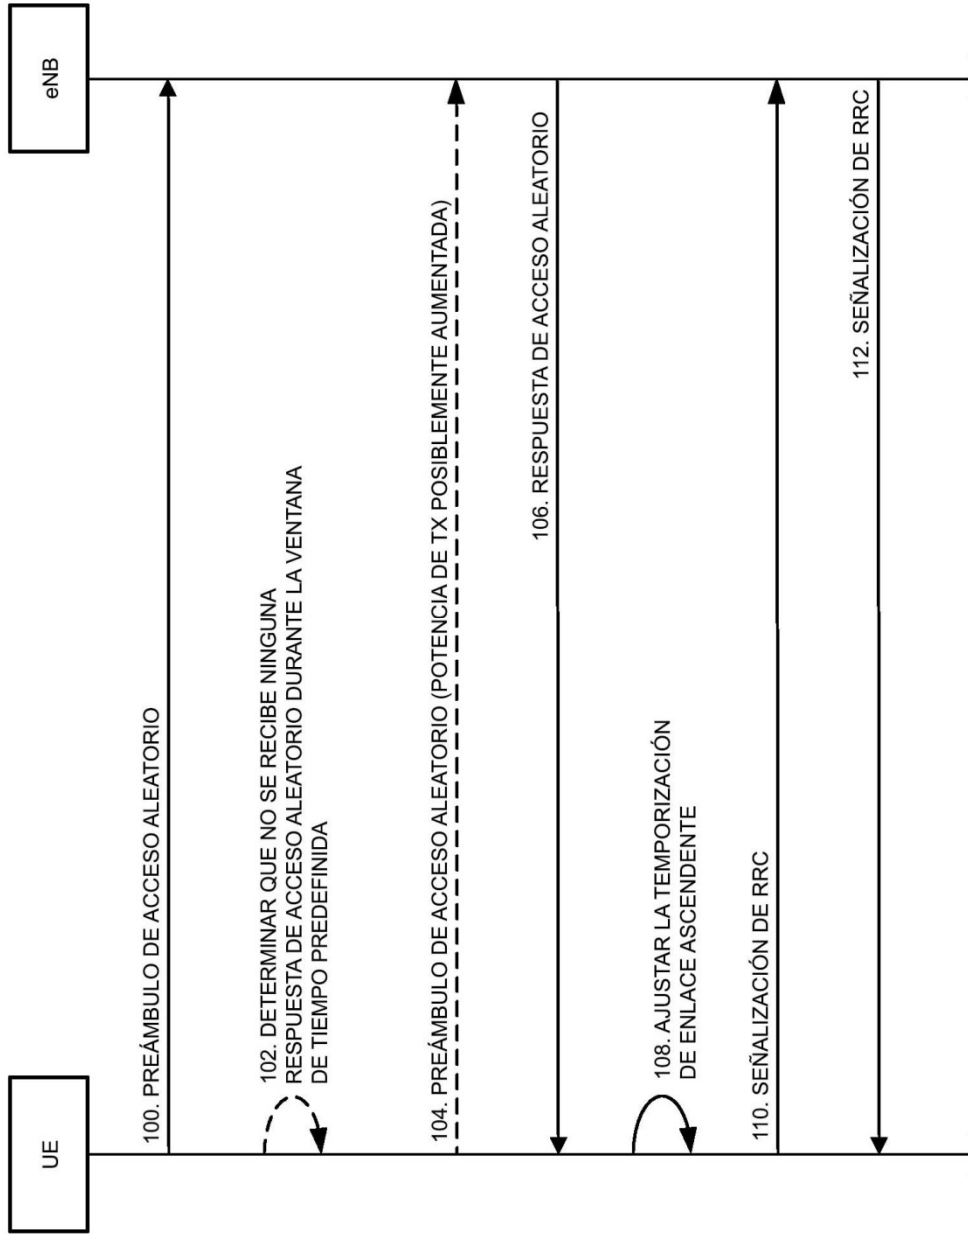 UE
eNB
100. PREÁMBULO DE ACCESO ALEATORIO
102. DETERMINAR QUE NO SE RECIBE NINGUNA
RESPUESTA DE ACCESO ALEATORIO DURANTE LA VENTANA
DE TIEMPO PREDEFINIDA
104. PREÁMBULO DE ACCESO ALEATORIO (POTENCIA DE TX POSIBLEMENTE AUMENTADA)
106. RESPUESTA DE ACCESO ALEATORIO
108. AJUSTAR LA TEMPORIZACIÓN
DE ENLACE ASCENDENTE
110. SEÑALIZACIÓN DE RRC
112. SEÑALIZACIÓN DE RRC